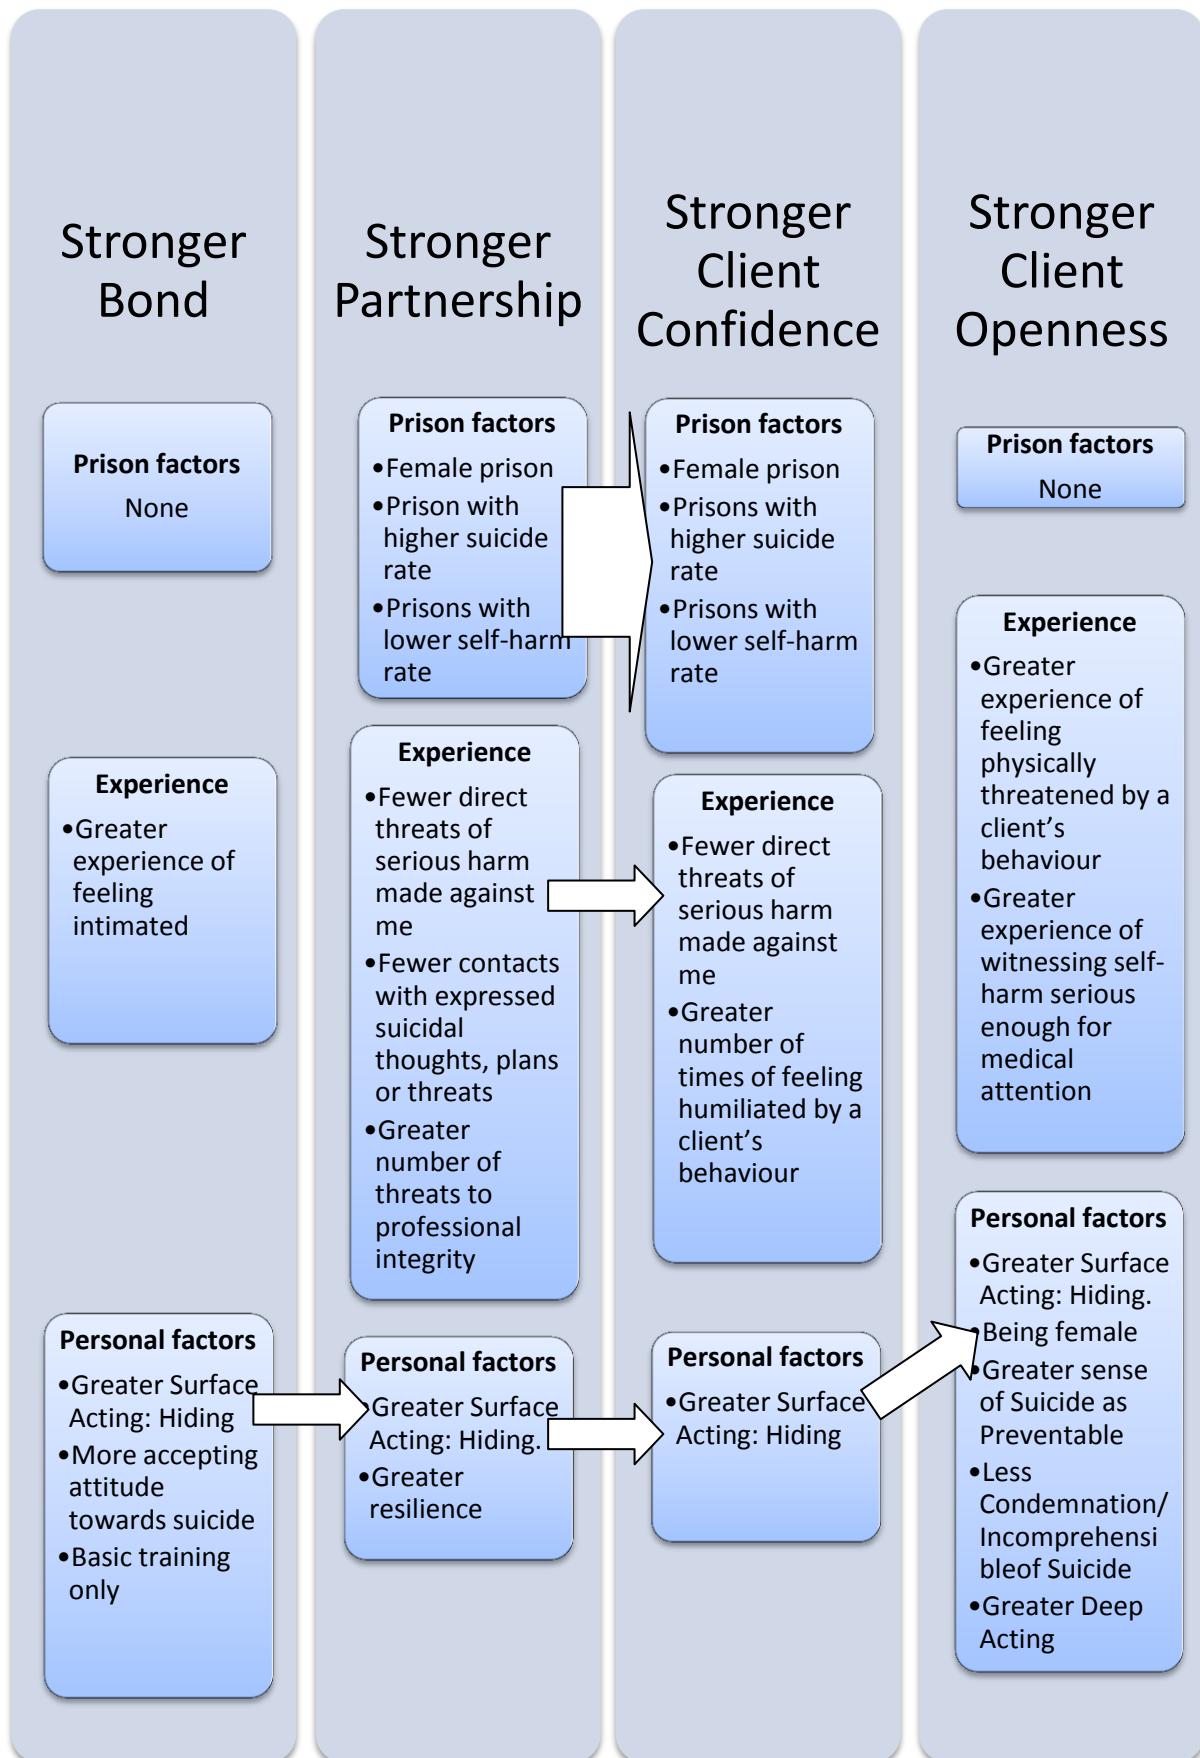 Stronger
Bond
Prison factors
None
Experience
•Greater
experience of
feeling
intimated
Personal factors
•Greater Surface
Acting: Hiding
•More accepting
attitude
towards suicide
•Basic training
only
Stronger
Partnership
Prison factors
•Female prison
•Prison with
higher suicide
rate
•Prisons with
lower self-harm
rate
Experience
•Fewer direct
threats of
serious harm
made against
me
•Fewer contacts
with expressed
suicidal
thoughts, plans
or threats
•Greater
number of
threats to
professional
integrity
Personal factors
•Greater Surface
Acting: Hiding.
•Greater
resilience
Stronger
Client
Confidence
Prison factors
•Female prison
•Prisons with
higher suicide
rate
•Prisons with
lower self-harm
rate
Experience
•Fewer direct
threats of
serious harm
made against
me
•Greater
number of
times of feeling
humiliated by a
client’s
behaviour
Personal factors
•Greater Surface
Acting: Hiding
Stronger
Client
Openness
Prison factors
None
Experience
•Greater
experience of
feeling
physically
threatened by a
client’s
behaviour
•Greater
experience of
witnessing self-
harm serious
enough for
medical
attention
Personal factors
•Greater Surface
Acting: Hiding.
•Being female
•Greater sense
of Suicide as
Preventable
•Less
Condemnation/
Incomprehensi
bleof Suicide
•Greater Deep
Acting